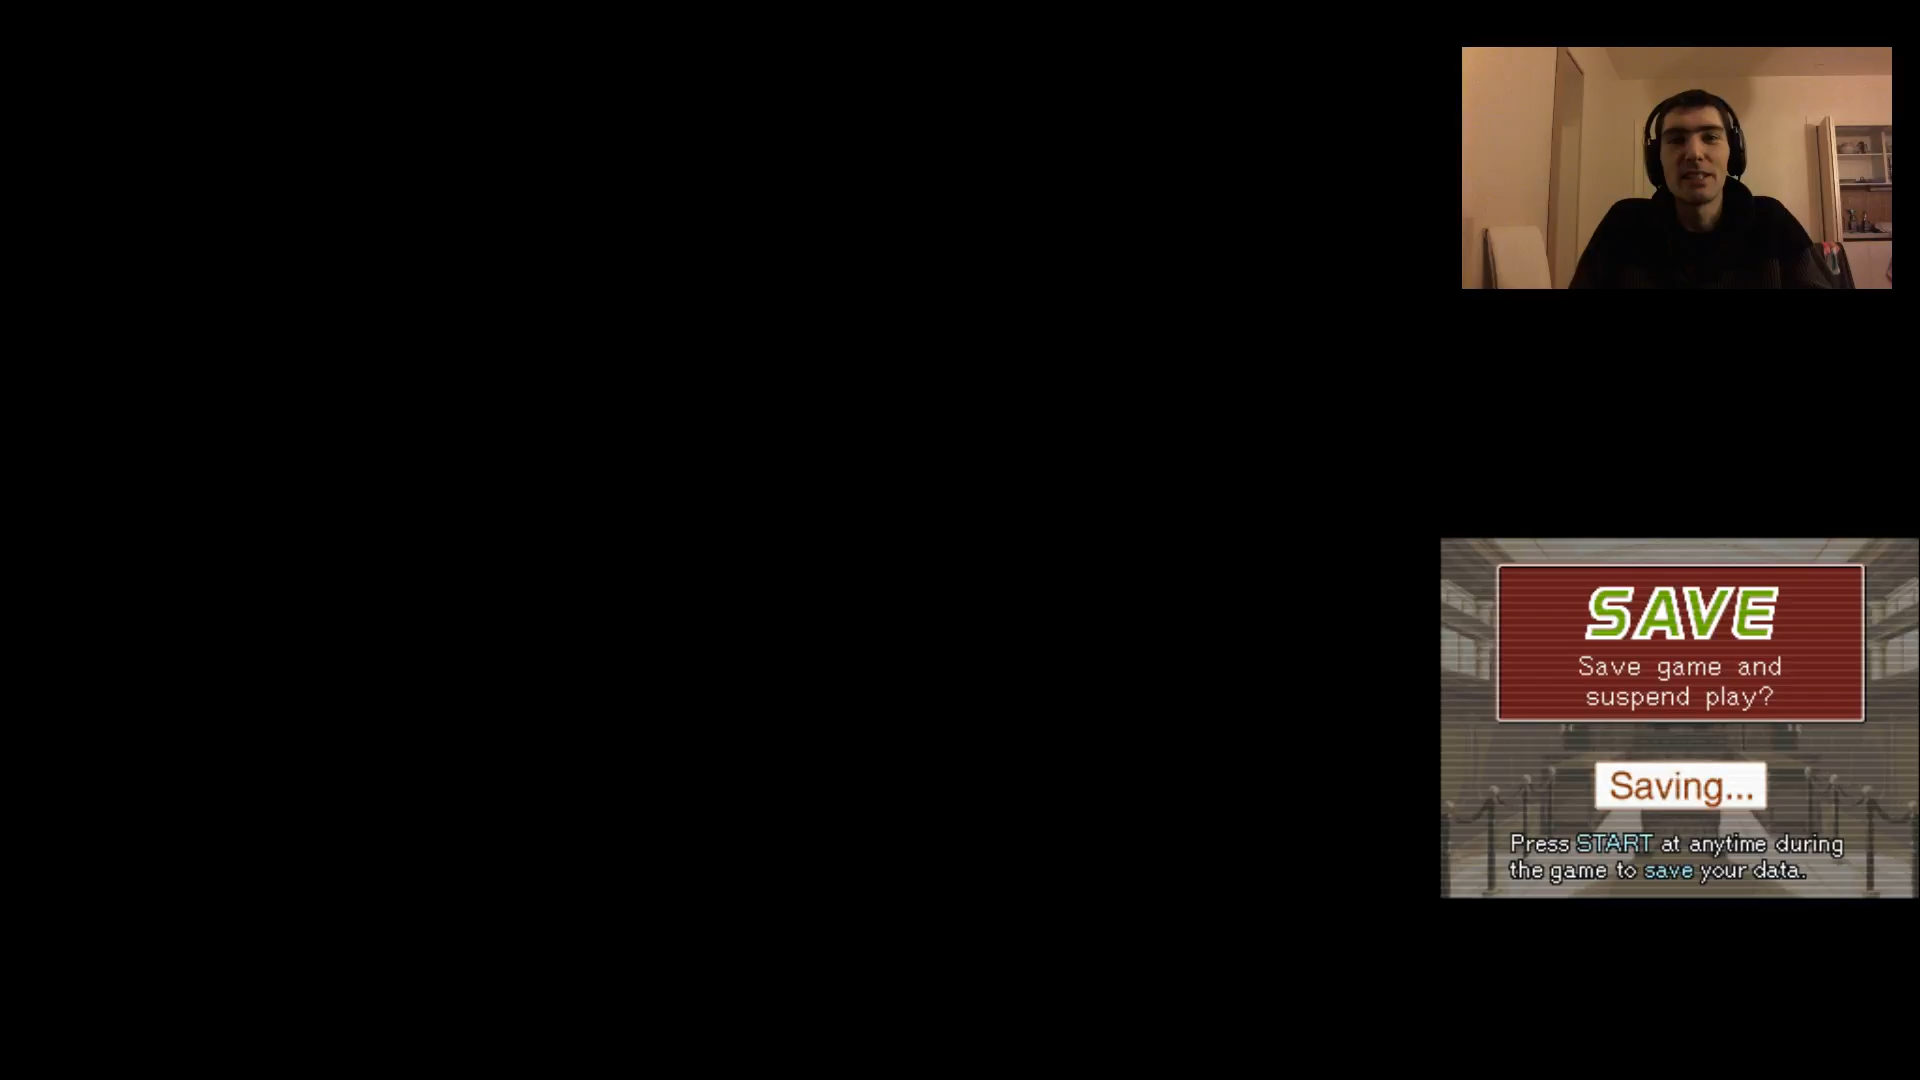 SAVE
Save game and
suspend play?
Saving...
Press START at anytime during
the game to save your data.